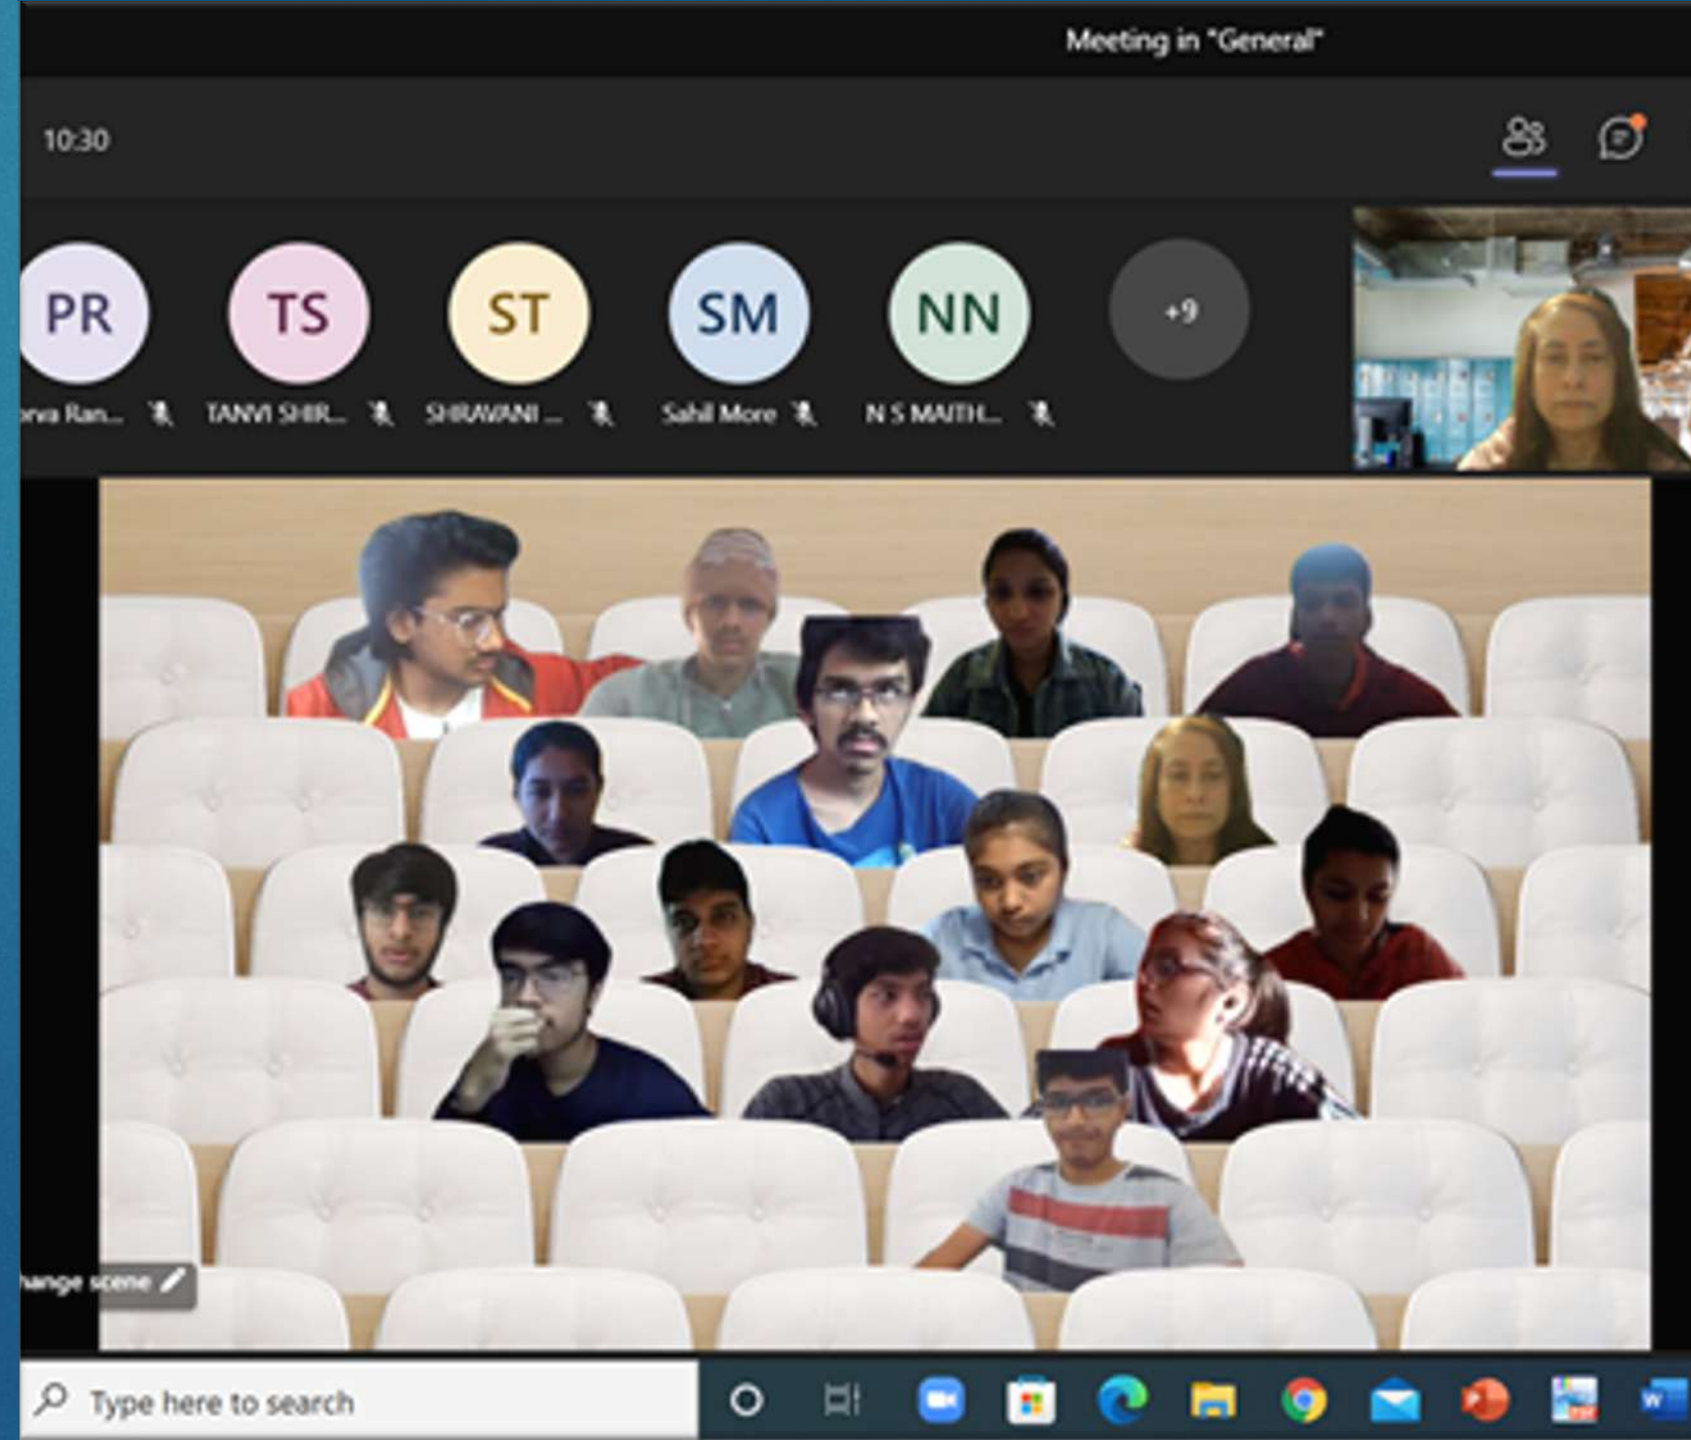 Meeting in "General"
10:30
PR TS ST SM NN +9
rva Ran... TANVI SHIR... SHRAVANI ... Sahil More N S MAITH...
hange scene
Type here to search